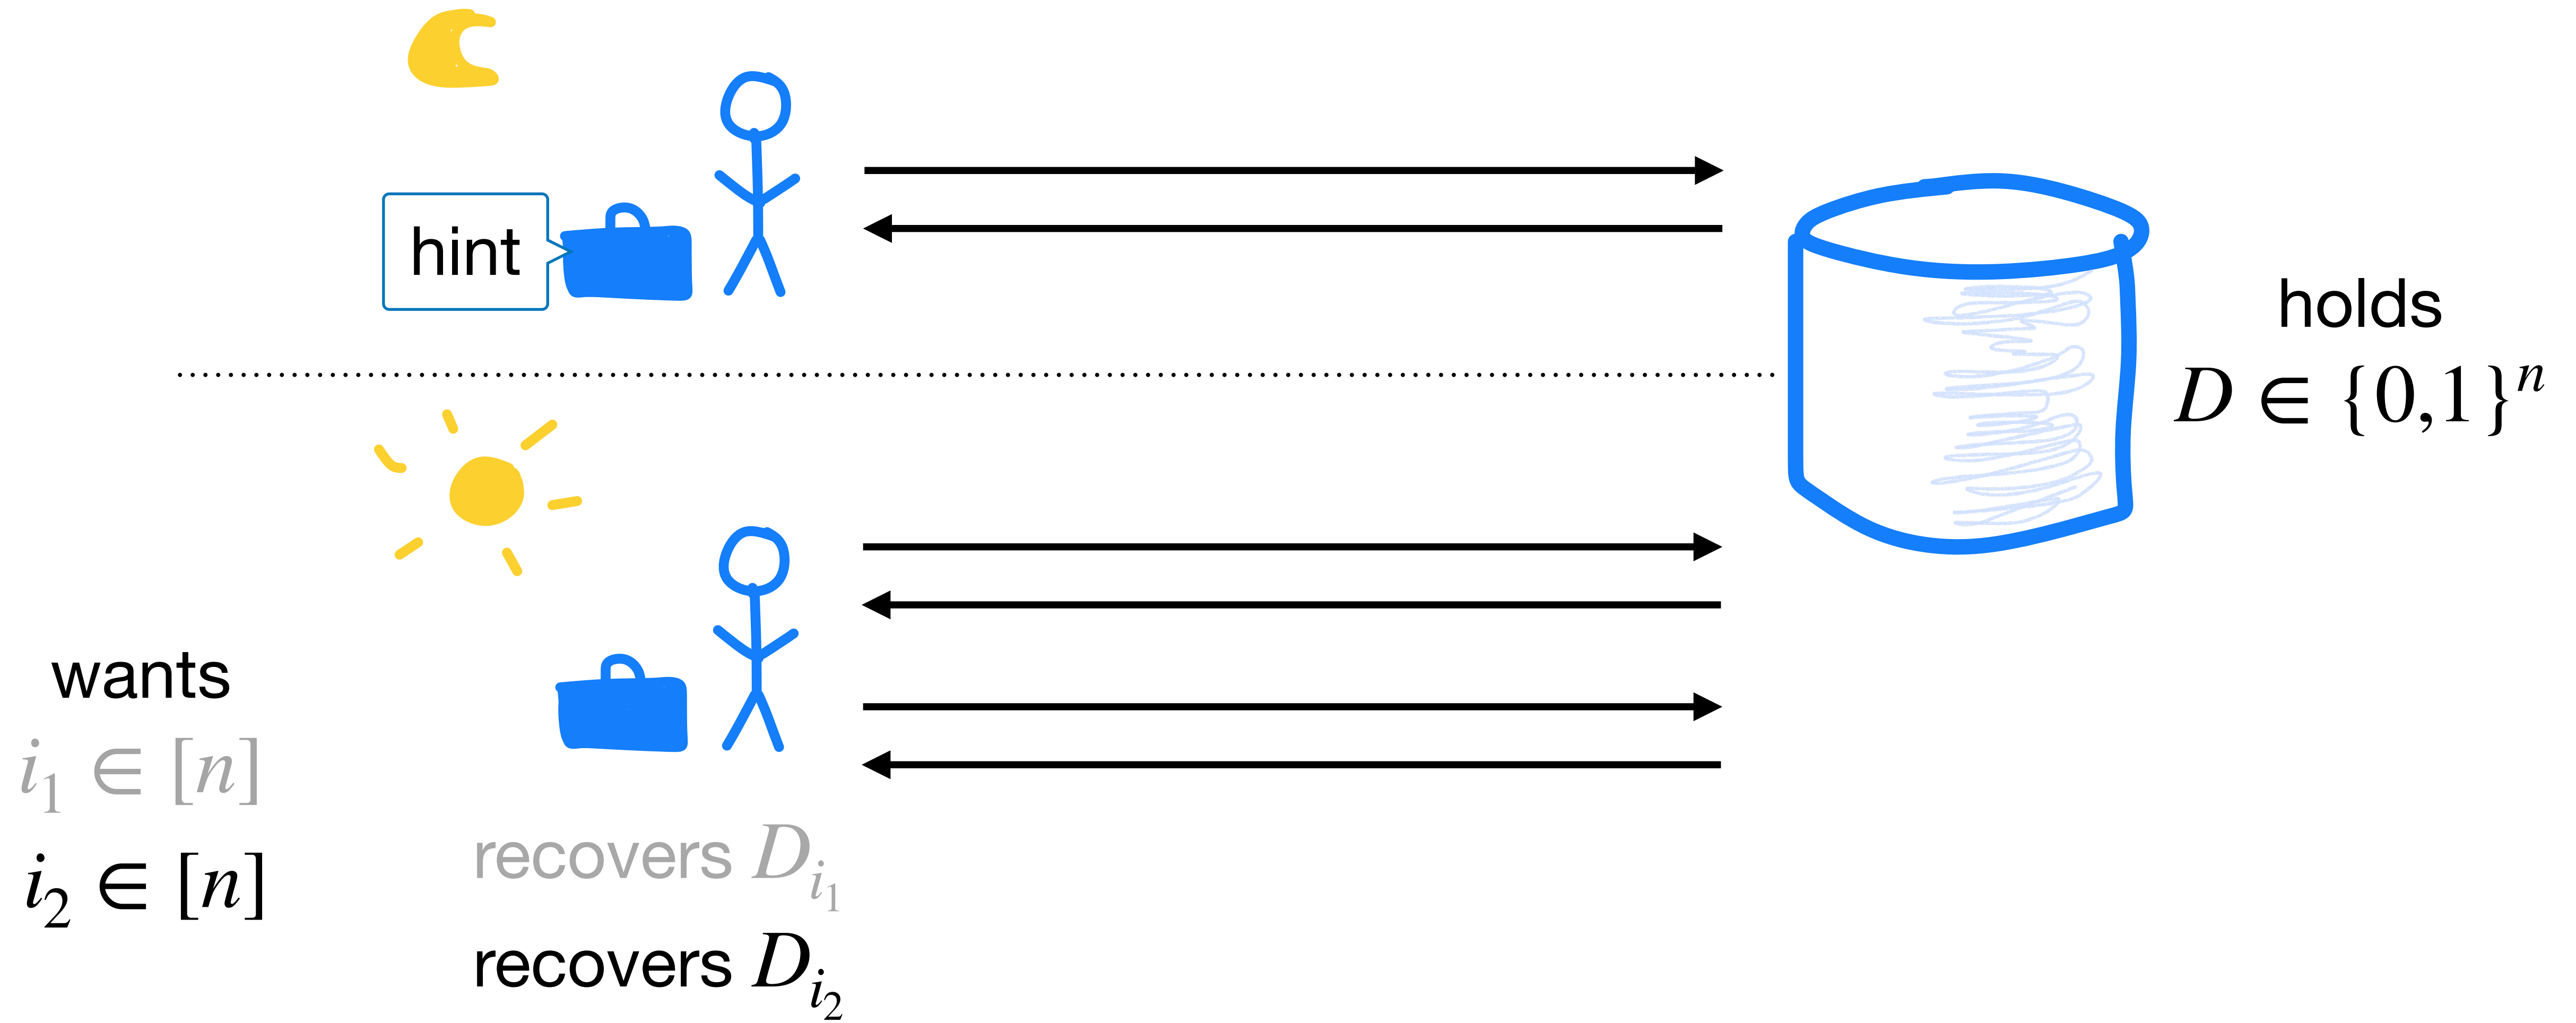 hint
holds
D ∈ {0,1}ⁿ
wants
i₁ ∈ [n]
i₂ ∈ [n]
recovers D_{i₁}
recovers D_{i₂}